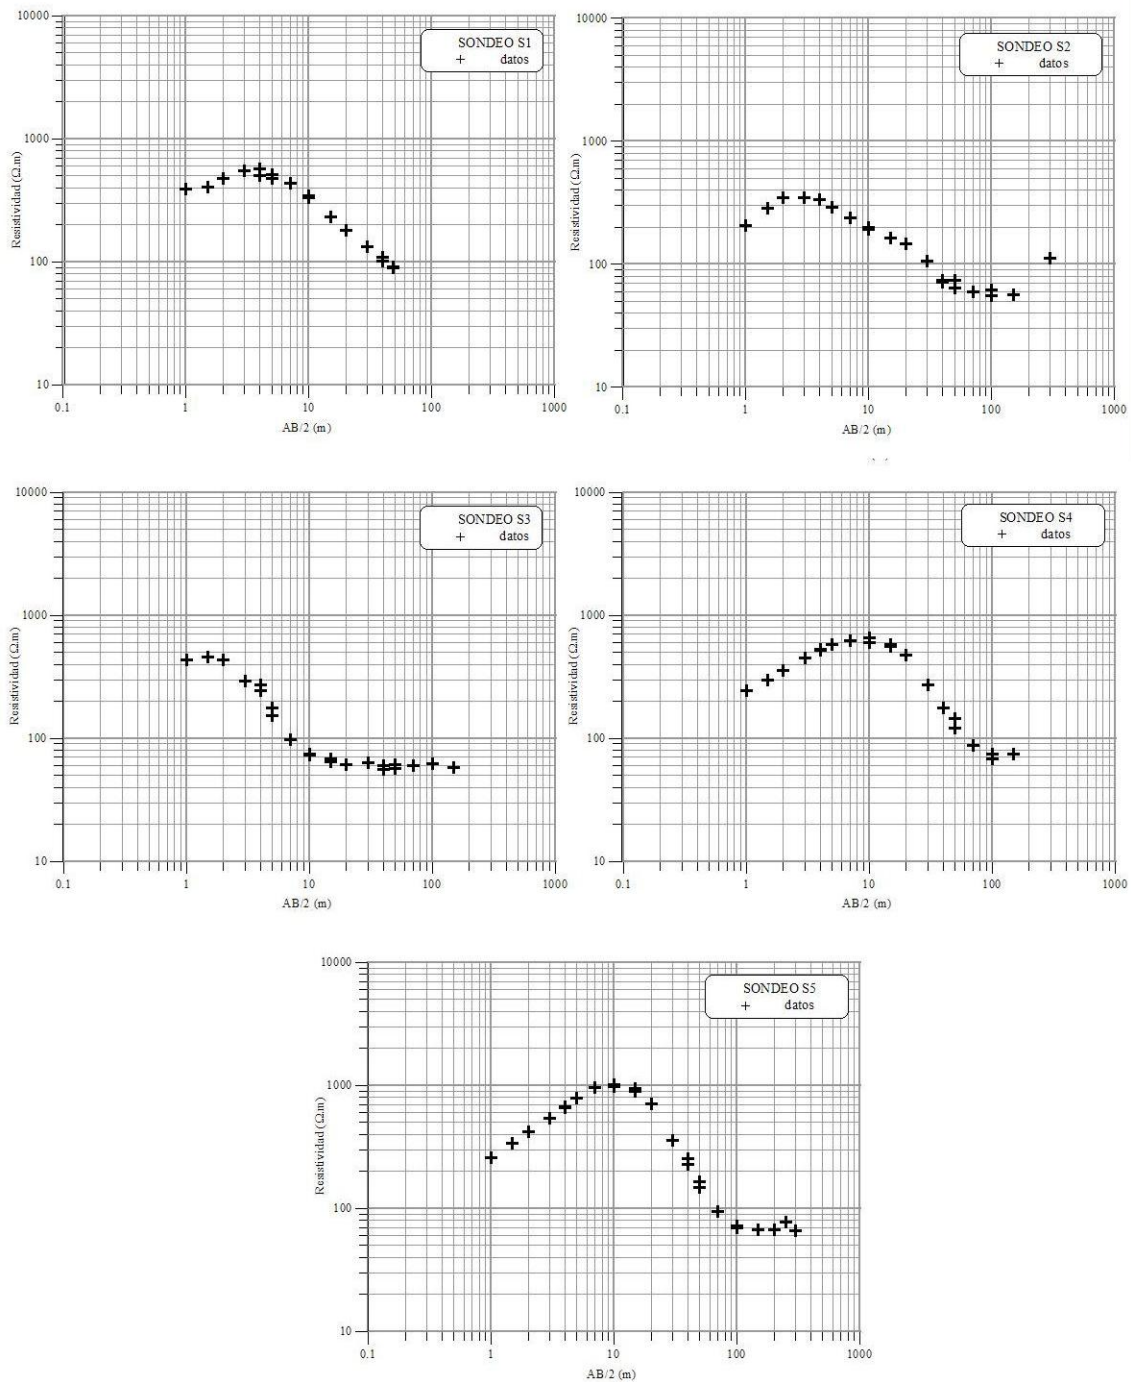 10000
1000
100
10
Resistividad (Ω.m)
SONDEO S1
+ datos
0.1 1 10 100 1000
AB/2 (m)
10000
1000
100
10
Resistividad (Ω.m)
SONDEO S2
+ datos
0.1 1 10 100 1000
AB/2 (m)
10000
1000
100
10
Resistividad (Ω.m)
SONDEO S3
+ datos
0.1 1 10 100 1000
AB/2 (m)
10000
1000
100
10
Resistividad (Ω.m)
SONDEO S4
+ datos
0.1 1 10 100 1000
AB/2 (m)
10000
1000
100
10
Resistividad (Ω.m)
SONDEO S5
+ datos
0.1 1 10 100 1000
AB/2 (m)